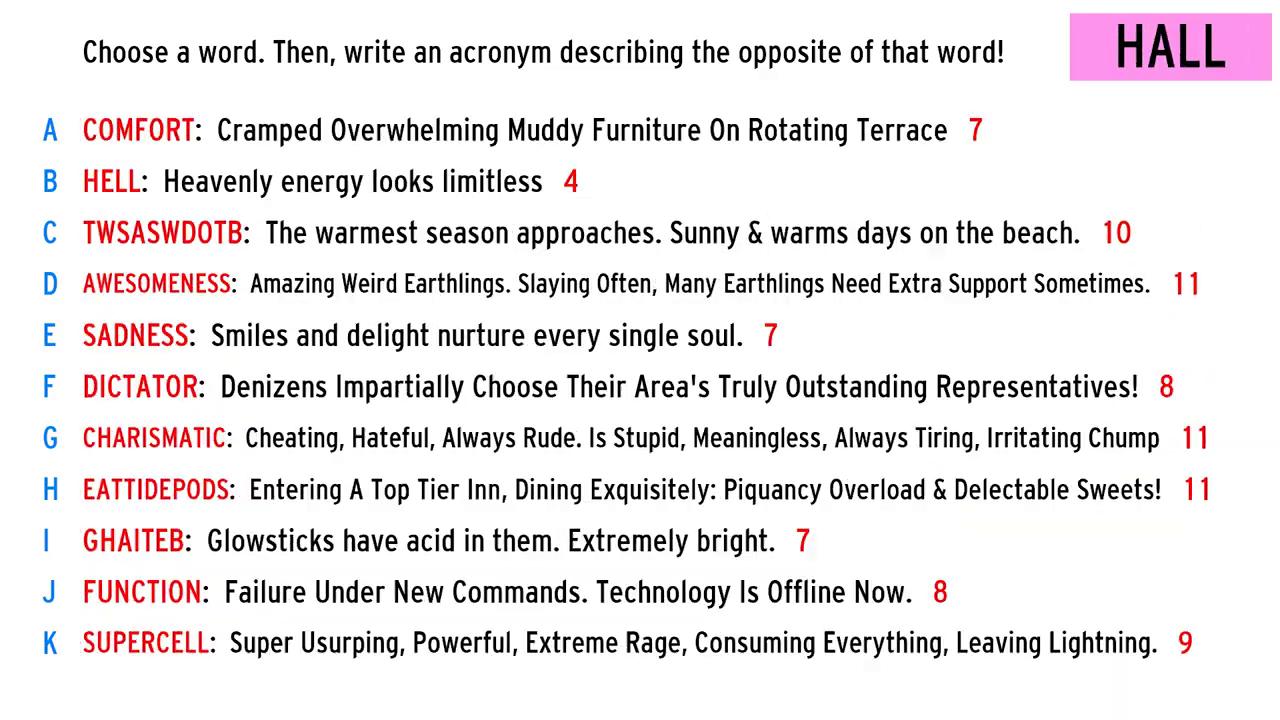 Choose a word. Then, write an acronym describing the opposite of that word!
HALL
A COMFORT: Cramped Overwhelming Muddy Furniture On Rotating Terrace 7
B HELL: Heavenly energy looks limitless 4
C TWSASWDOTB: The warmest season approaches. Sunny & warms days on the beach. 10
D AWESOMENESS: Amazing Weird Earthlings. Slaying Often, Many Earthlings Need Extra Support Sometimes. 11
E SADNESS: Smiles and delight nurture every single soul. 7
F DICTATOR: Denizens Impartially Choose Their Area's Truly Outstanding Representatives! 8
G CHARISMATIC: Cheating, Hateful, Always Rude. Is Stupid, Meaningless, Always Tiring, Irritating Chump 11
H EATTIDEPODS: Entering A Top Tier Inn, Dining Exquisitely: Piquancy Overload & Delectable Sweets! 11
I GHAITEB: Glowsticks have acid in them. Extremely bright. 7
J FUNCTION: Failure Under New Commands. Technology Is Offline Now. 8
K SUPERCELL: Super Usurping, Powerful, Extreme Rage, Consuming Everything, Leaving Lightning. 9